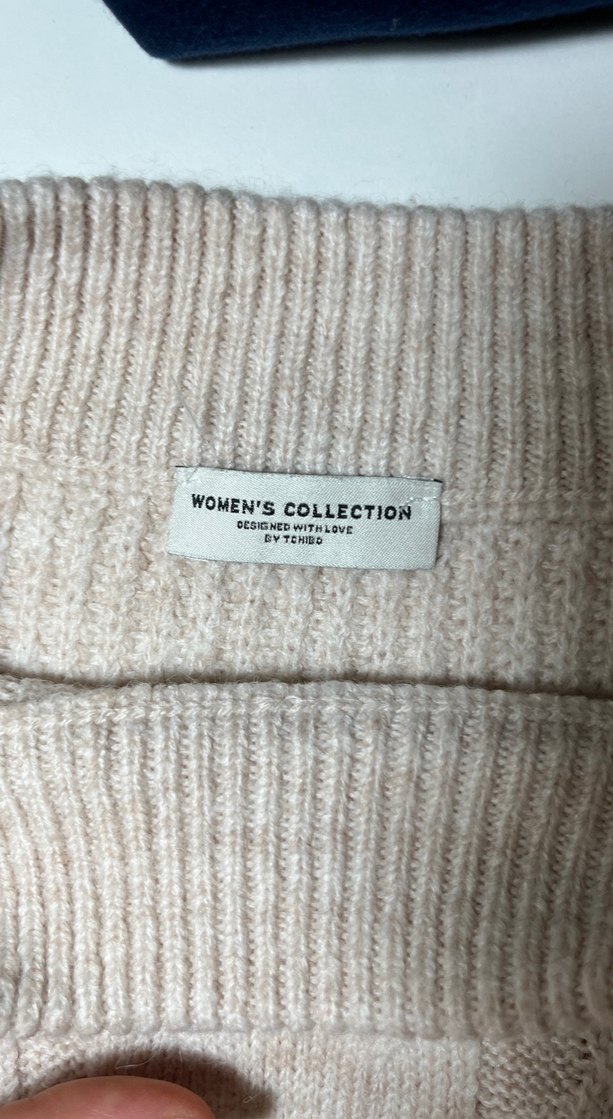 WOMEN'S COLLECTION
DESIGNED WITH LOVE
BY TCHIBO